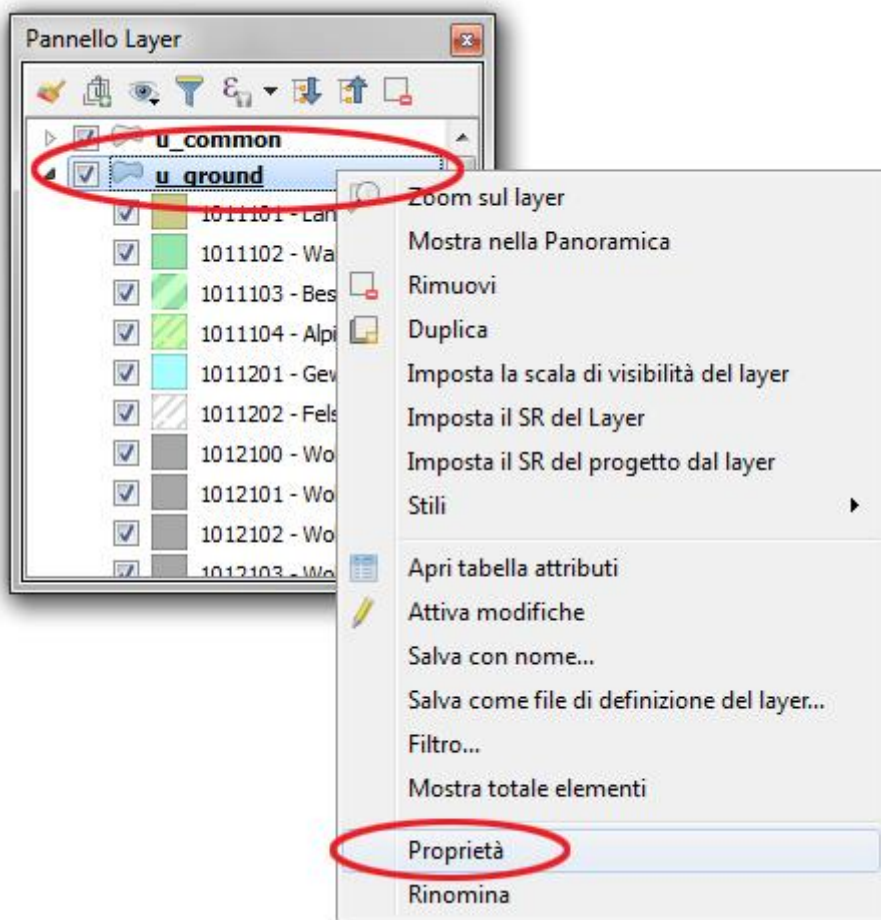 Pannello Layer
u_common
u_ground
1011101 - Lan
1011102 - Wa
1011103 - Bes
1011104 - Alpi
1011201 - Gew
1011202 - Fels
1012100 - Wo
1012101 - Wo
1012102 - Wo
1012103 - Wo
Zoom sul layer
Mostra nella Panoramica
Rimuovi
Duplica
Imposta la scala di visibilità del layer
Imposta il SR del Layer
Imposta il SR del progetto dal layer
Stili
Apri tabella attributi
Attiva modifiche
Salva con nome...
Salva come file di definizione del layer...
Filtro...
Mostra totale elementi
Proprietà
Rinomina